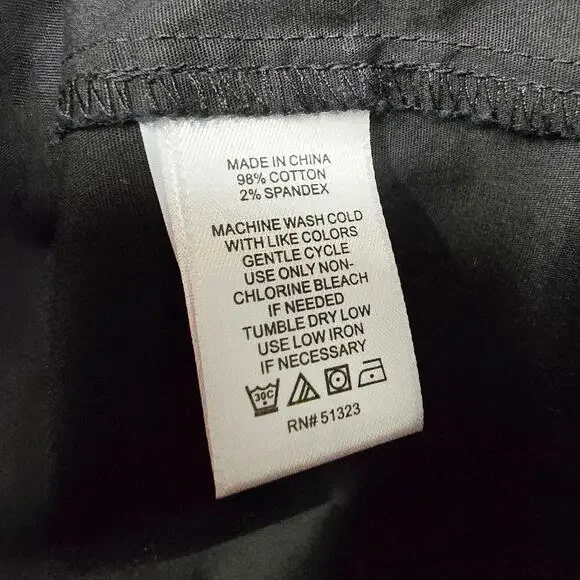 MADE IN CHINA
98% COTTON
2% SPANDEX
MACHINE WASH COLD
WITH LIKE COLORS
GENTLE CYCLE
USE ONLY NON-
CHLORINE BLEACH
IF NEEDED
TUMBLE DRY LOW
USE LOW IRON
IF NECESSARY
30C
RN# 51323